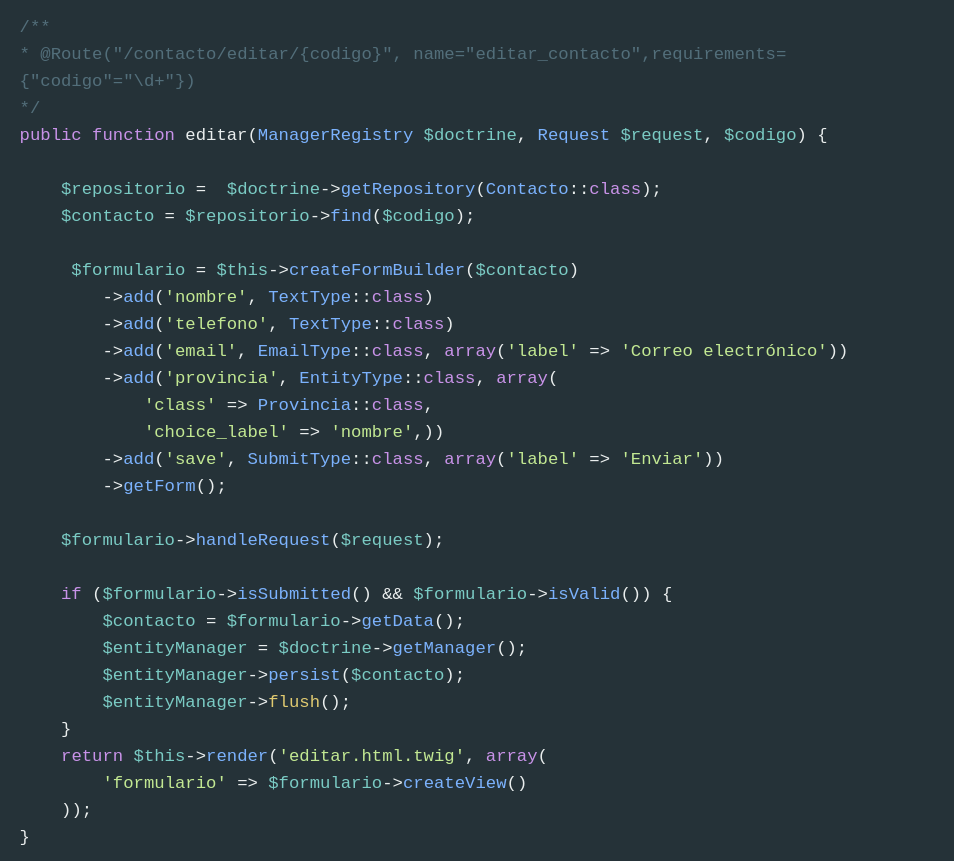 /**
* @Route("/contacto/editar/{codigo}", name="editar_contacto",requirements=
{"codigo"="\d+"})
*/
public function editar(ManagerRegistry $doctrine, Request $request, $codigo) {
$repositorio =  $doctrine->getRepository(Contacto::class);
$contacto = $repositorio->find($codigo);
$formulario = $this->createFormBuilder($contacto)
->add('nombre', TextType::class)
->add('telefono', TextType::class)
->add('email', EmailType::class, array('label' => 'Correo electrónico'))
->add('provincia', EntityType::class, array(
'class' => Provincia::class,
'choice_label' => 'nombre',))
->add('save', SubmitType::class, array('label' => 'Enviar'))
->getForm();
$formulario->handleRequest($request);
if ($formulario->isSubmitted() && $formulario->isValid()) {
$contacto = $formulario->getData();
$entityManager = $doctrine->getManager();
$entityManager->persist($contacto);
$entityManager->flush();
}
return $this->render('editar.html.twig', array(
'formulario' => $formulario->createView()
));
}